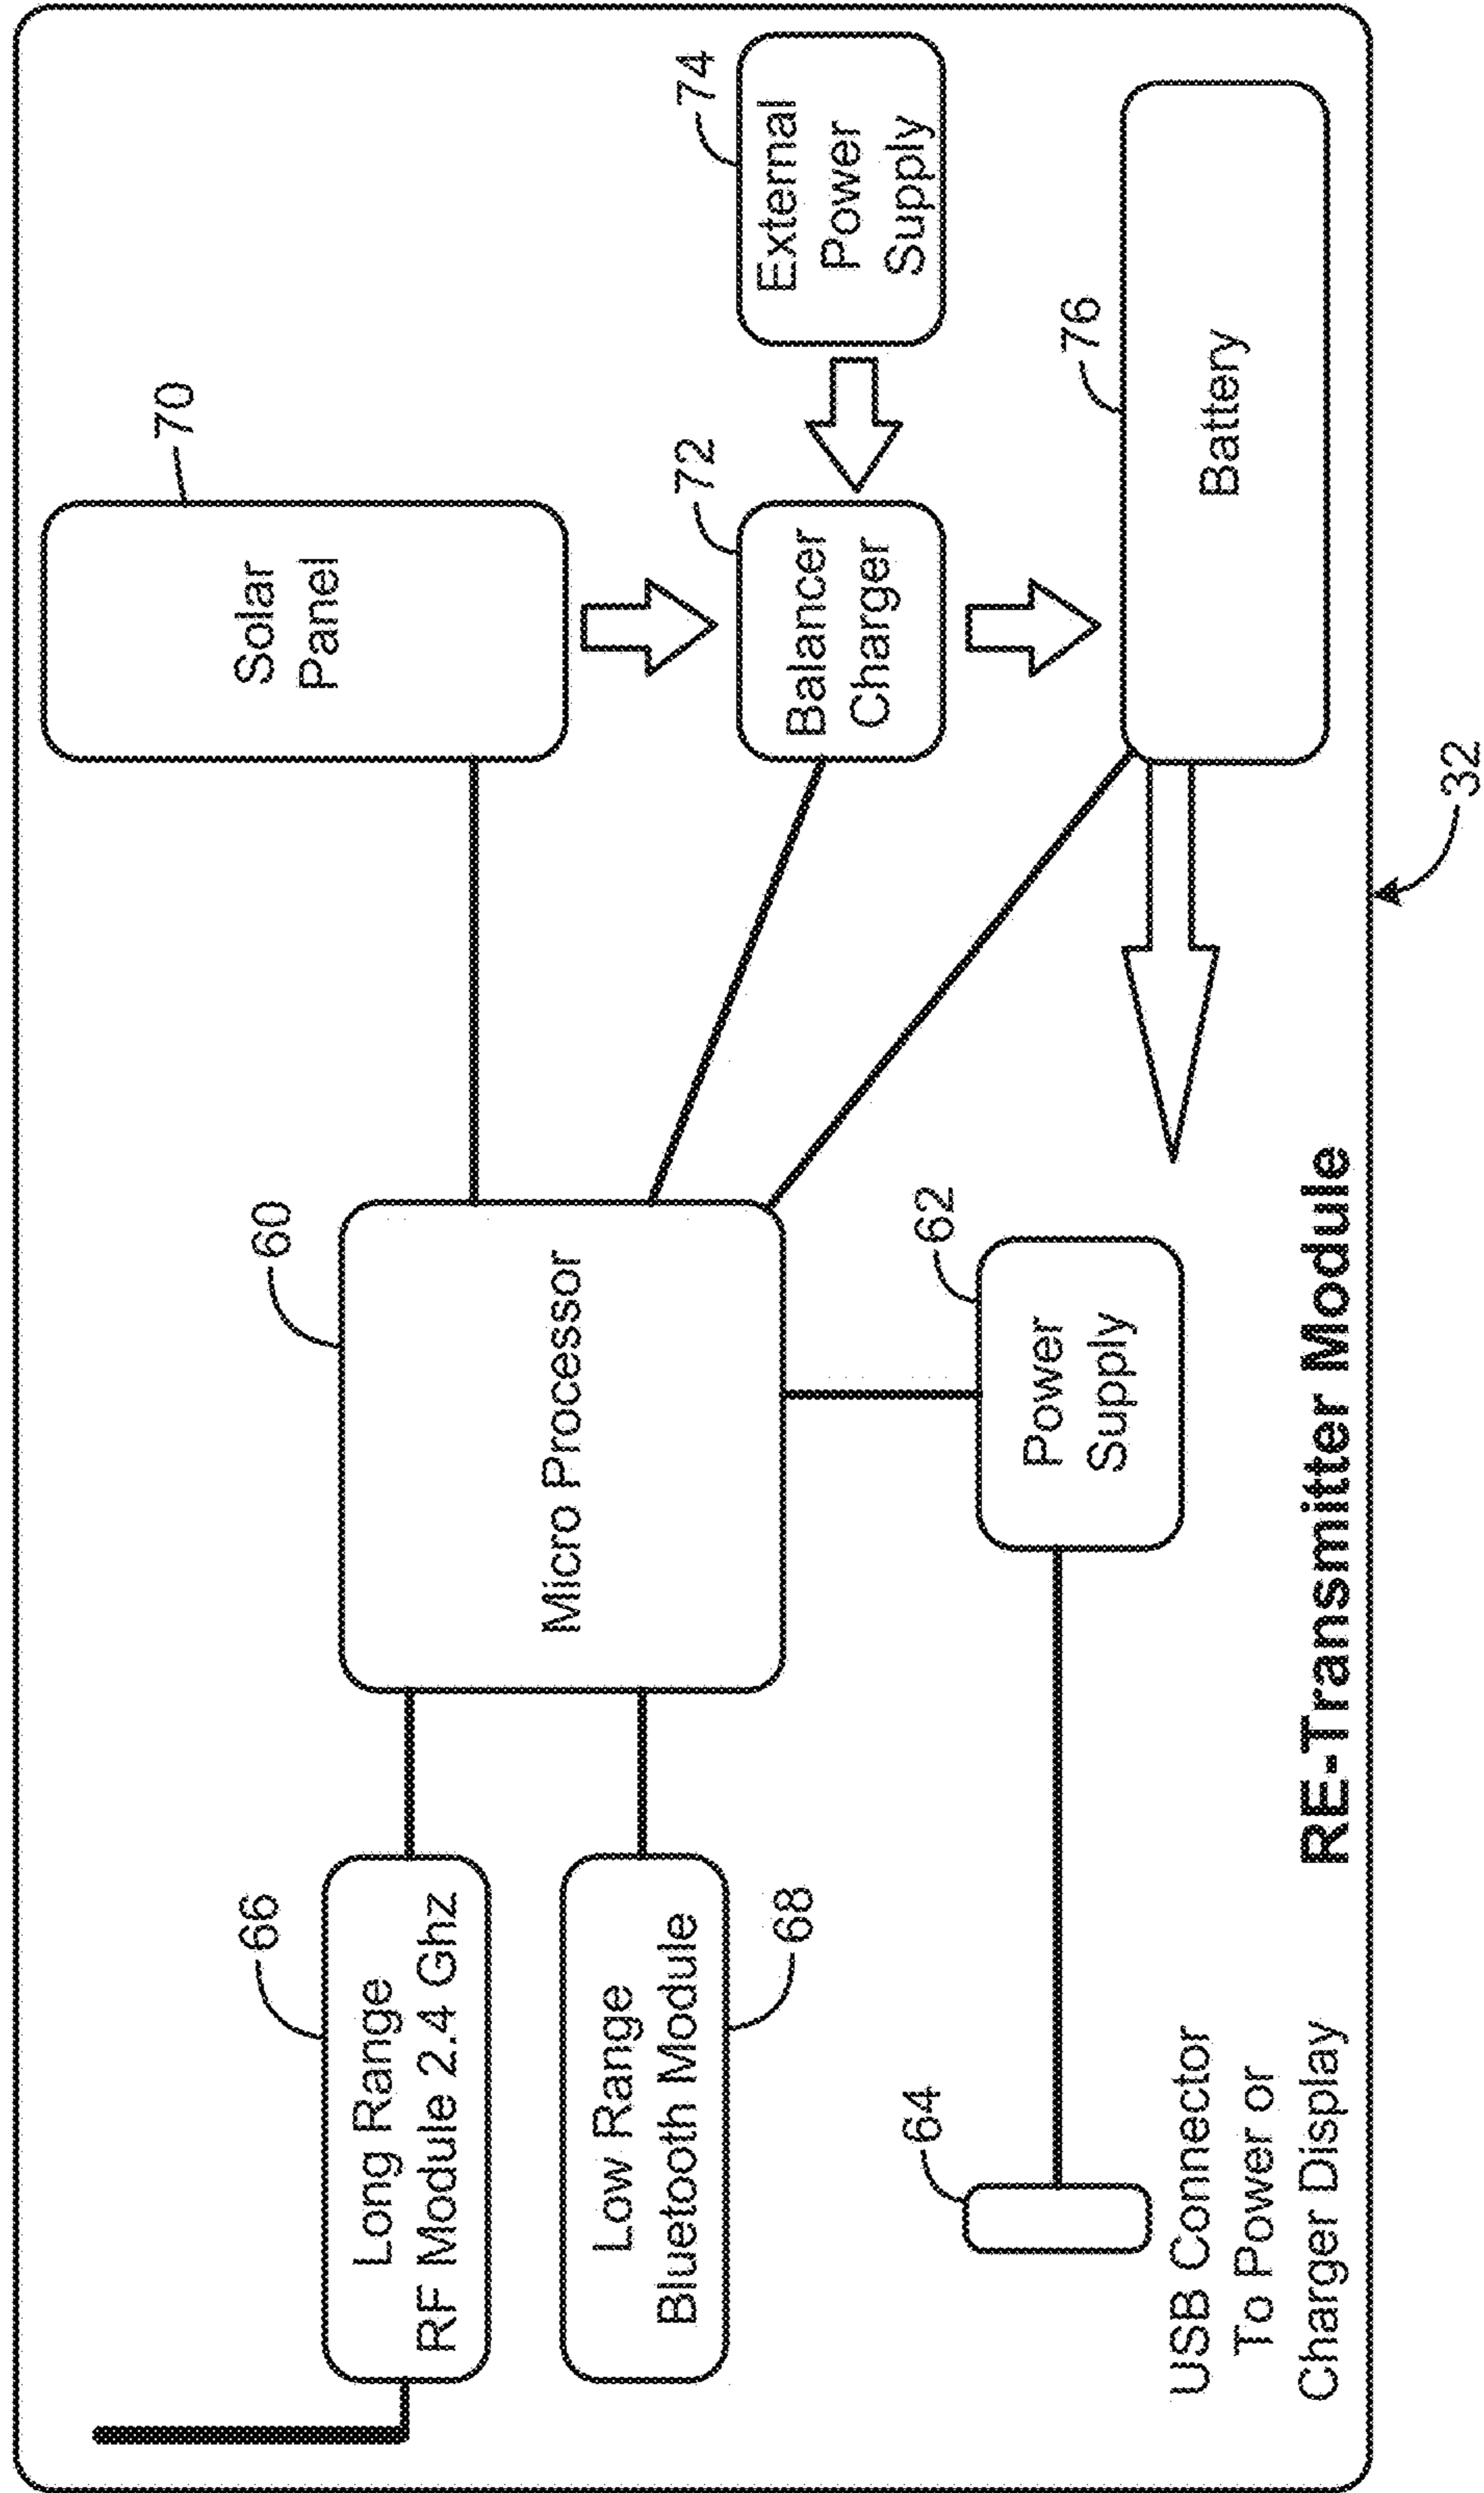 Long Range
RF Module 2.4 Ghz
66
Low Range
Bluetooth Module
68
60
Micro Processor
70
Solar
Panel
72
Balancer
Charger
74
External
Power
Supply
64
USB Connector
To Power or
Charger Display
62
Power
Supply
76
Battery
RE-Transmitter Module
32